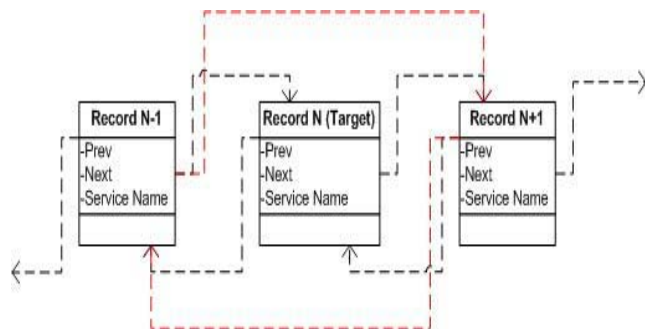 Record N-1
-Prev
-Next
-Service Name
Record N (Target)
-Prev
-Next
-Service Name
Record N+1
-Prev
-Next
-Service Name